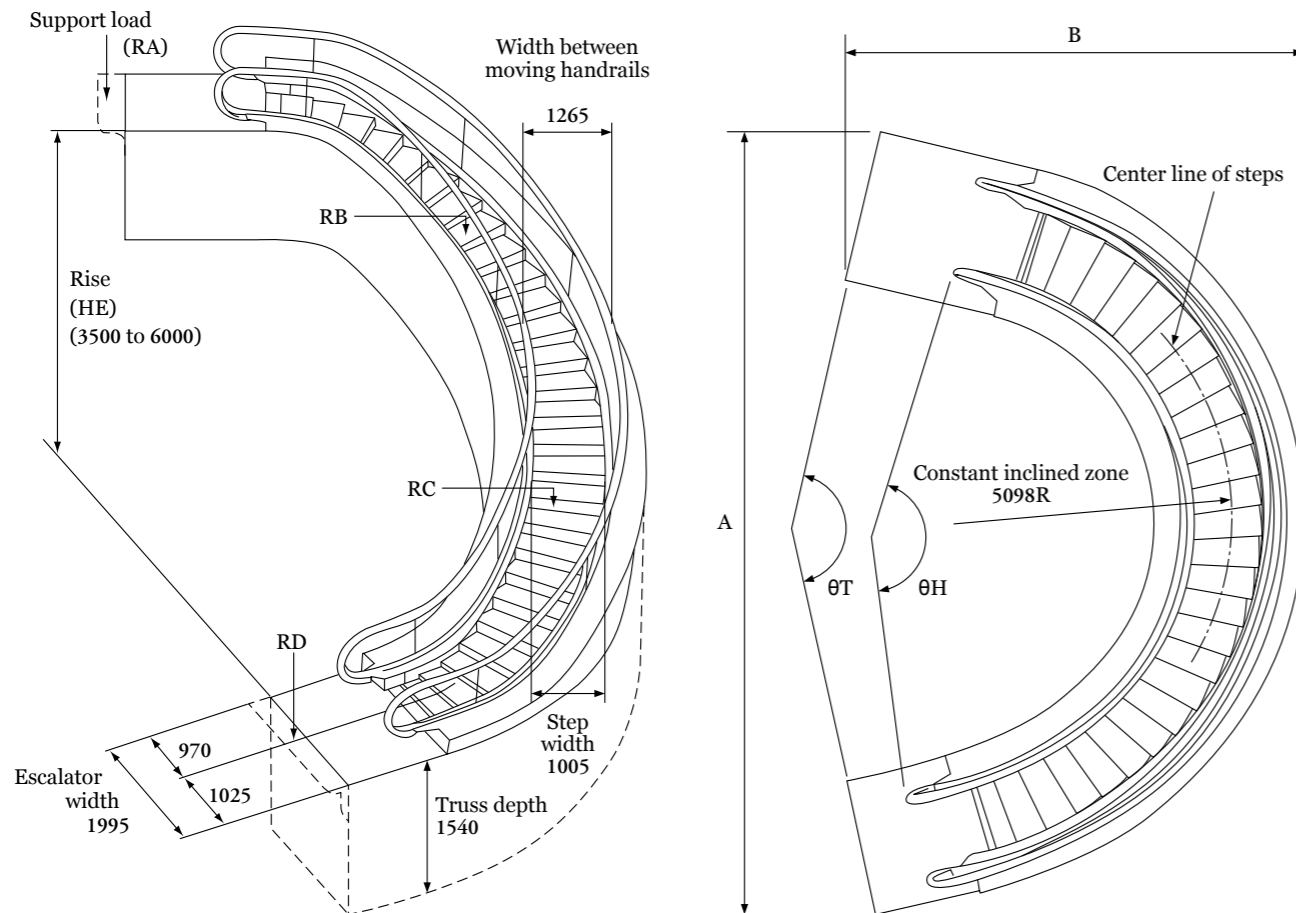 Support load
(RA)
Width between
moving handrails
1265
RB
Rise
(HE)
(3500 to 6000)
RC
RD
970
1025
Escalator
width
1995
Step
width
1005
Truss depth
1540
B
Center line of steps
Constant inclined zone
5098R
A
θT
θH